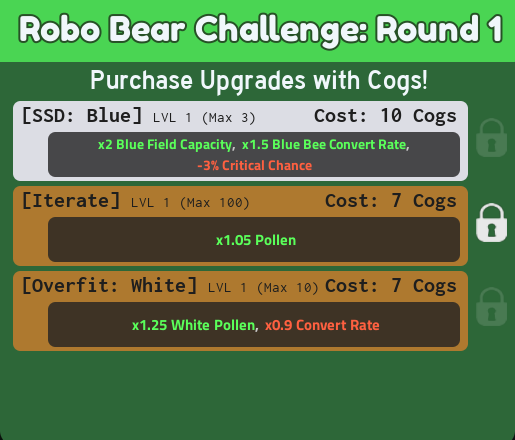 Robo Bear Challenge: Round 1
Purchase Upgrades with Cogs!
[SSD: Blue] LVL 1 (Max 3) Cost: 10 Cogs
x2 Blue Field Capacity, x1.5 Blue Bee Convert Rate,
-3% Critical Chance
[Iterate] LVL 1 (Max 100) Cost: 7 Cogs
x1.05 Pollen
[Overfit: White] LVL 1 (Max 10) Cost: 7 Cogs
x1.25 White Pollen, x0.9 Convert Rate